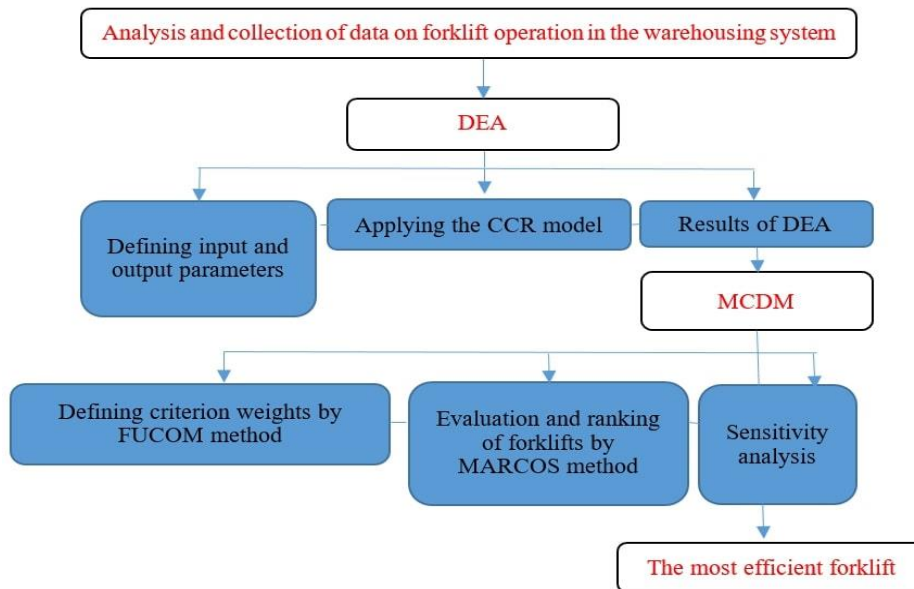 Analysis and collection of data on forklift operation in the warehousing system
DEA
Defining input and
output parameters
Applying the CCR model
Results of DEA
MCDM
Defining criterion weights by
FUCOM method
Evaluation and ranking
of forklifts by
MARCOS method
Sensitivity
analysis
The most efficient forklift